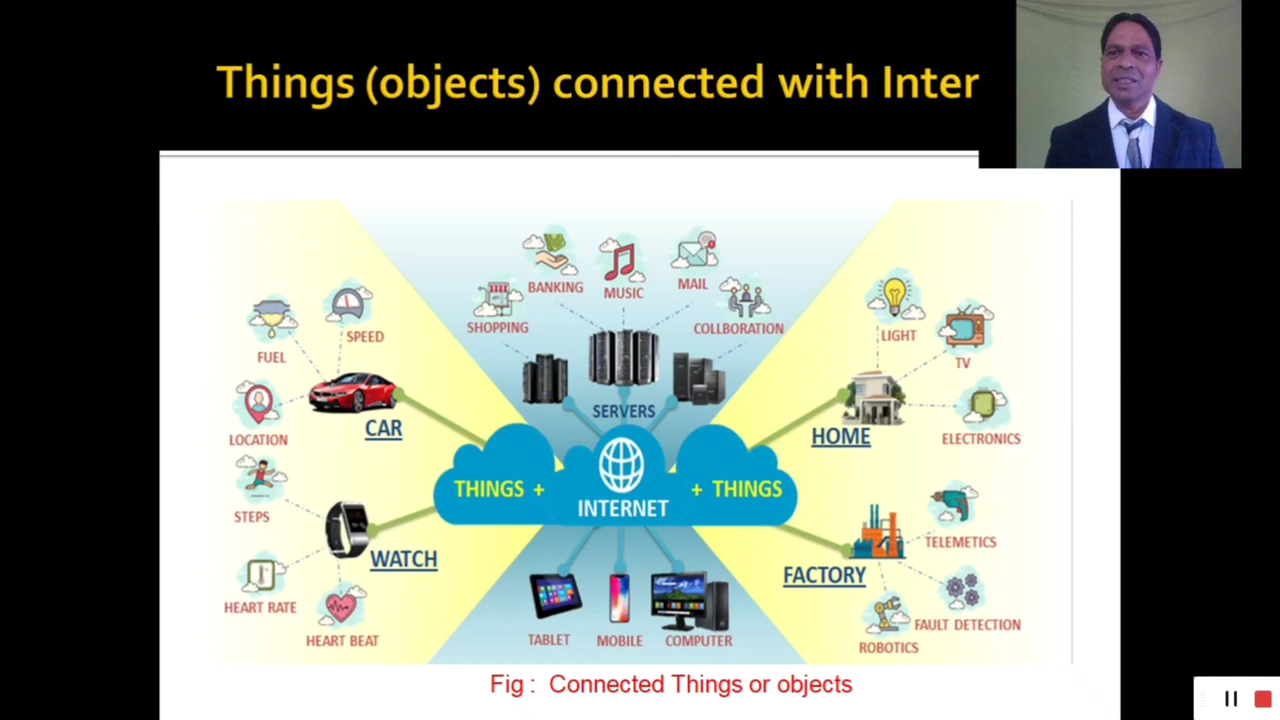 Things (objects) connected with Inter
BANKING
MUSIC
MAIL
SHOPPING
COLLBORATION
SPEED
FUEL
LIGHT
TV
SERVERS
CAR
LOCATION
HOME
ELECTRONICS
THINGS +
INTERNET
+ THINGS
STEPS
WATCH
TELEMETICS
FACTORY
HEART RATE
HEART BEAT
TABLET
MOBILE
COMPUTER
FAULT DETECTION
ROBOTICS
Fig : Connected Things or objects